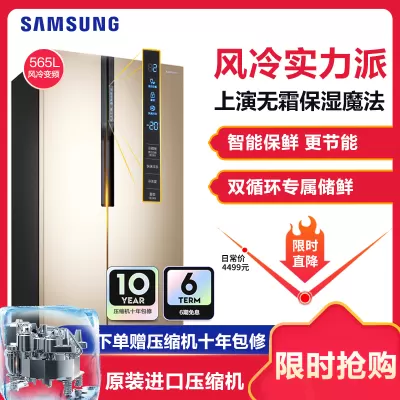 SAMSUNG
565L
风冷变频
2
-20
风冷实力派
上演无霜保湿魔法
智能保鲜 更节能
双循环专属储鲜
日常价
4499元
限时
直降
10
YEAR
压缩机十年包修
6
TERM
6期免息
下单赠压缩机十年包修
原装进口压缩机
限时抢购